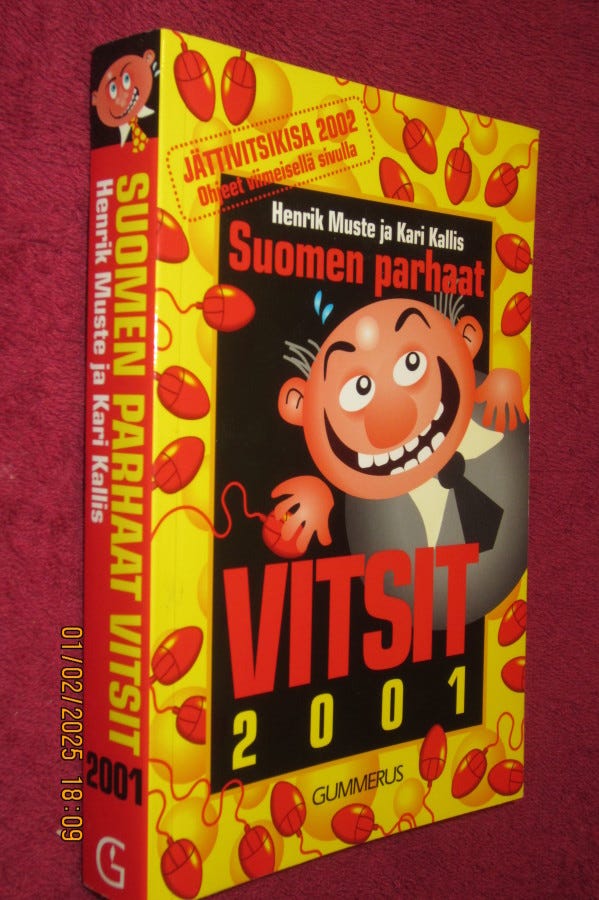 JÄTTIVITSIKISA 2002
Ohjeet viimeisellä sivulla
Henrik Muste ja Kari Kallis
Suomen parhaat
VITSIT
2001
GUMMERUS
SUOMEN PARHAAT VITSIT 2001
Henrik Muste ja Kari Kallis
G
01/02/2025 18:09